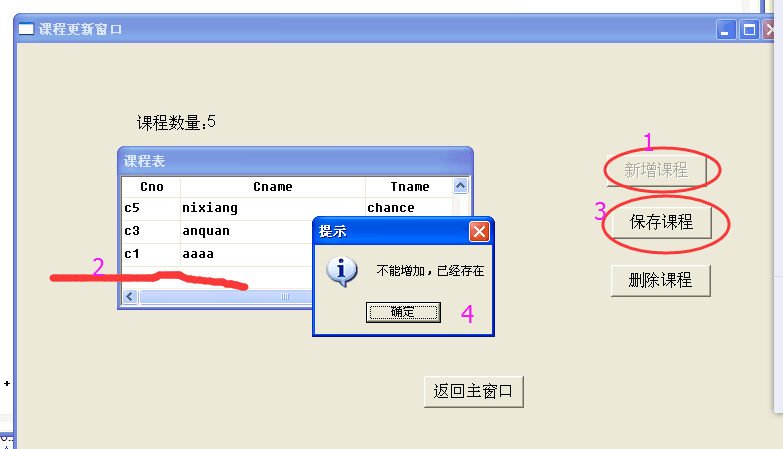 课程更新窗口
1
课程数量:5
课程表
新增课程
Cno Cname Tname
c5 nixiang chance
3
保存课程
c3 anquan
提示
c1 aaaa
2
不能增加，已经存在
删除课程
确定
4
+
返回主窗口